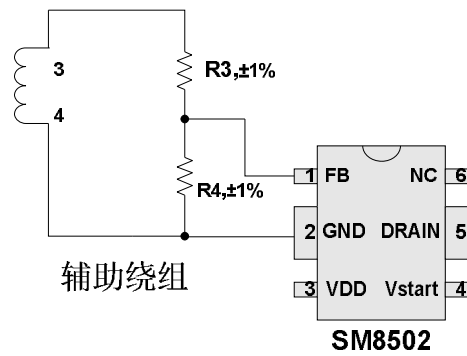 3
R3,±1%
4
R4,±1%
1 FB NC 6
2 GND DRAIN 5
3 VDD Vstart 4
辅助绕组
SM8502